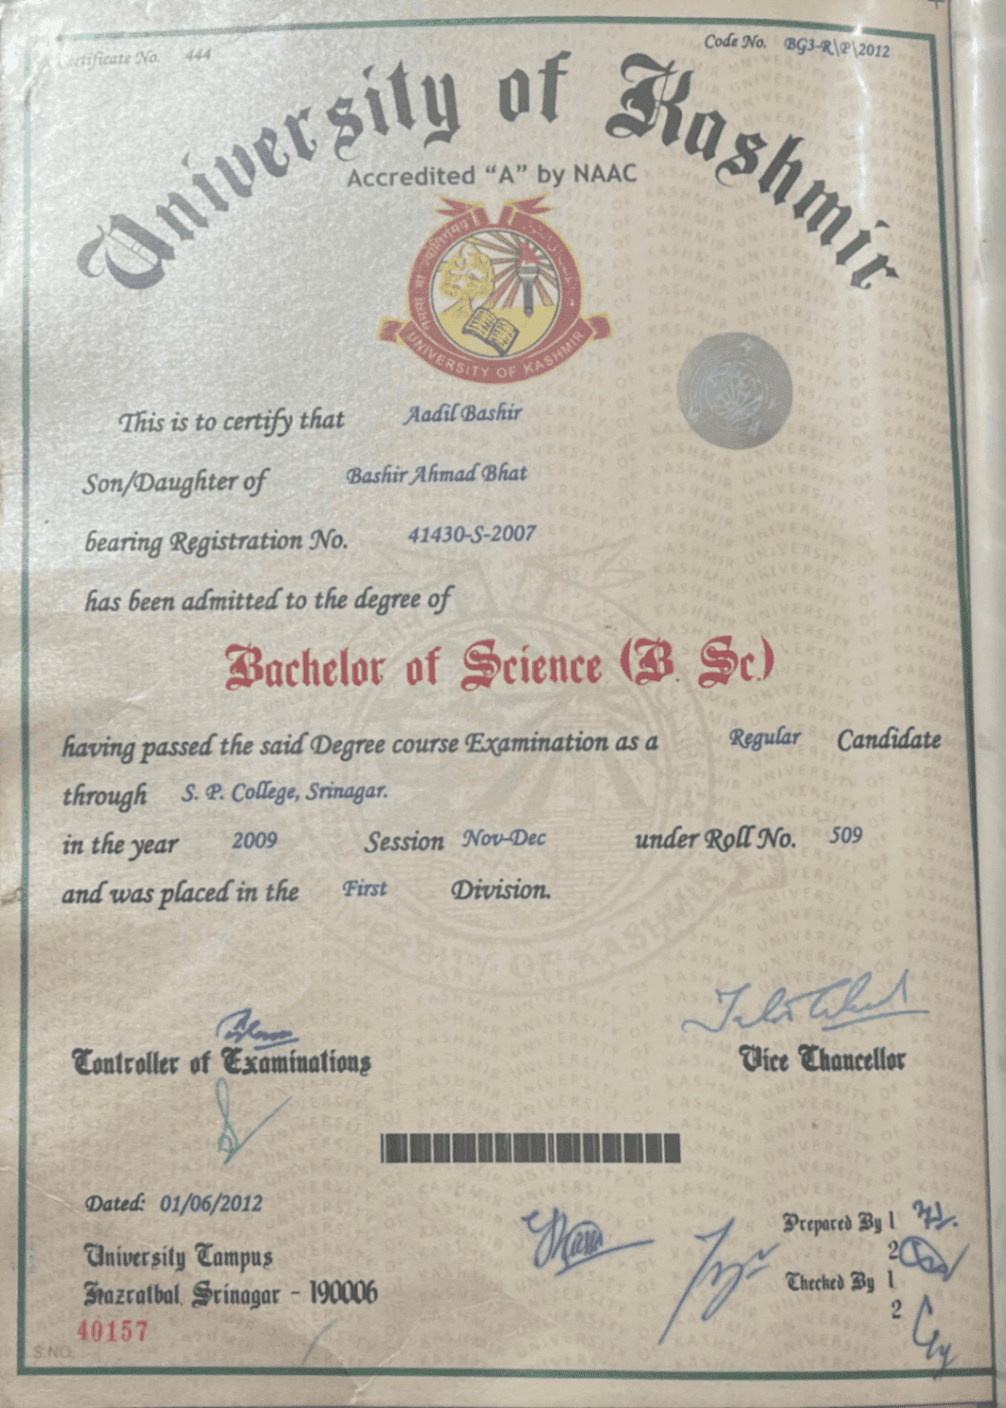 Certificate No. 444
Code No. BG3-R\P\2012
University of Kashmir
Accredited "A" by NAAC
UNIVERSITY OF KASHMIR
This is to certify that Aadil Bashir
Son/Daughter of Bashir Ahmad Bhat
bearing Registration No. 41430-S-2007
has been admitted to the degree of
Bachelor of Science (B. Sc.)
having passed the said Degree course Examination as a Regular Candidate
through S. P. College, Srinagar.
in the year 2009 Session Nov-Dec under Roll No. 509
and was placed in the First Division.
Controller of Examinations
Vice Chancellor
Dated: 01/06/2012
University Campus
Hazratbal, Srinagar - 190006
40157
S.NO.
Prepared By 1
2
Checked By 1
2